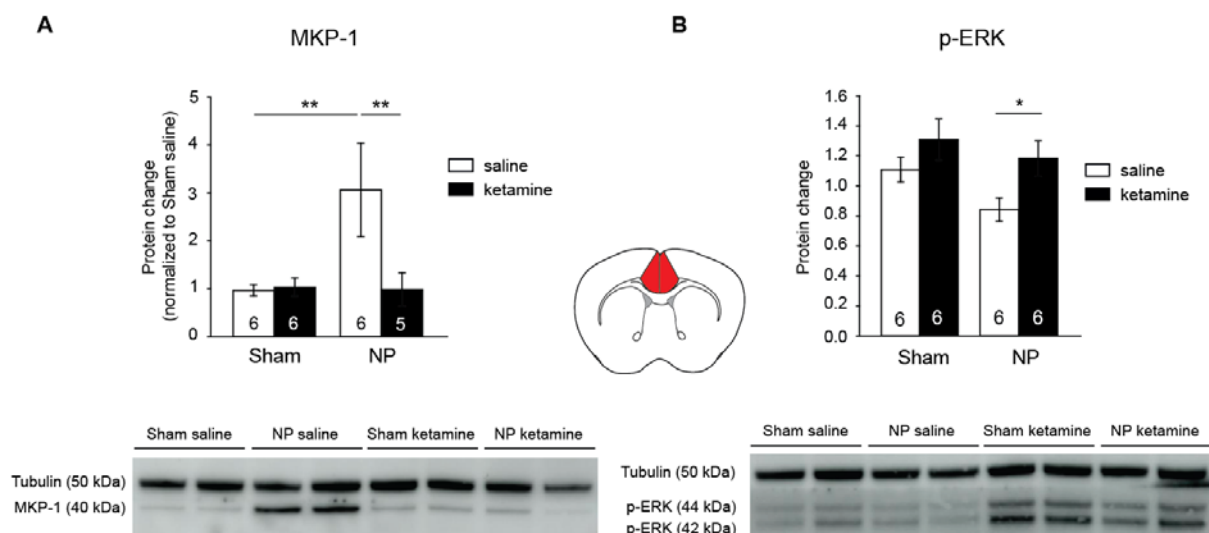 A
MKP-1
Protein change
(normalized to Sham saline)
5
4
3
2
1
0
**
**
6
6
6
5
Sham
NP
saline
ketamine
Sham saline
NP saline
Sham ketamine
NP ketamine
Tubulin (50 kDa)
MKP-1 (40 kDa)
B
p-ERK
Protein change
1.6
1.4
1.2
1.0
0.8
0.6
0.4
0.2
0.0
*
6
6
6
6
Sham
NP
saline
ketamine
Sham saline
NP saline
Sham ketamine
NP ketamine
Tubulin (50 kDa)
p-ERK (44 kDa)
p-ERK (42 kDa)